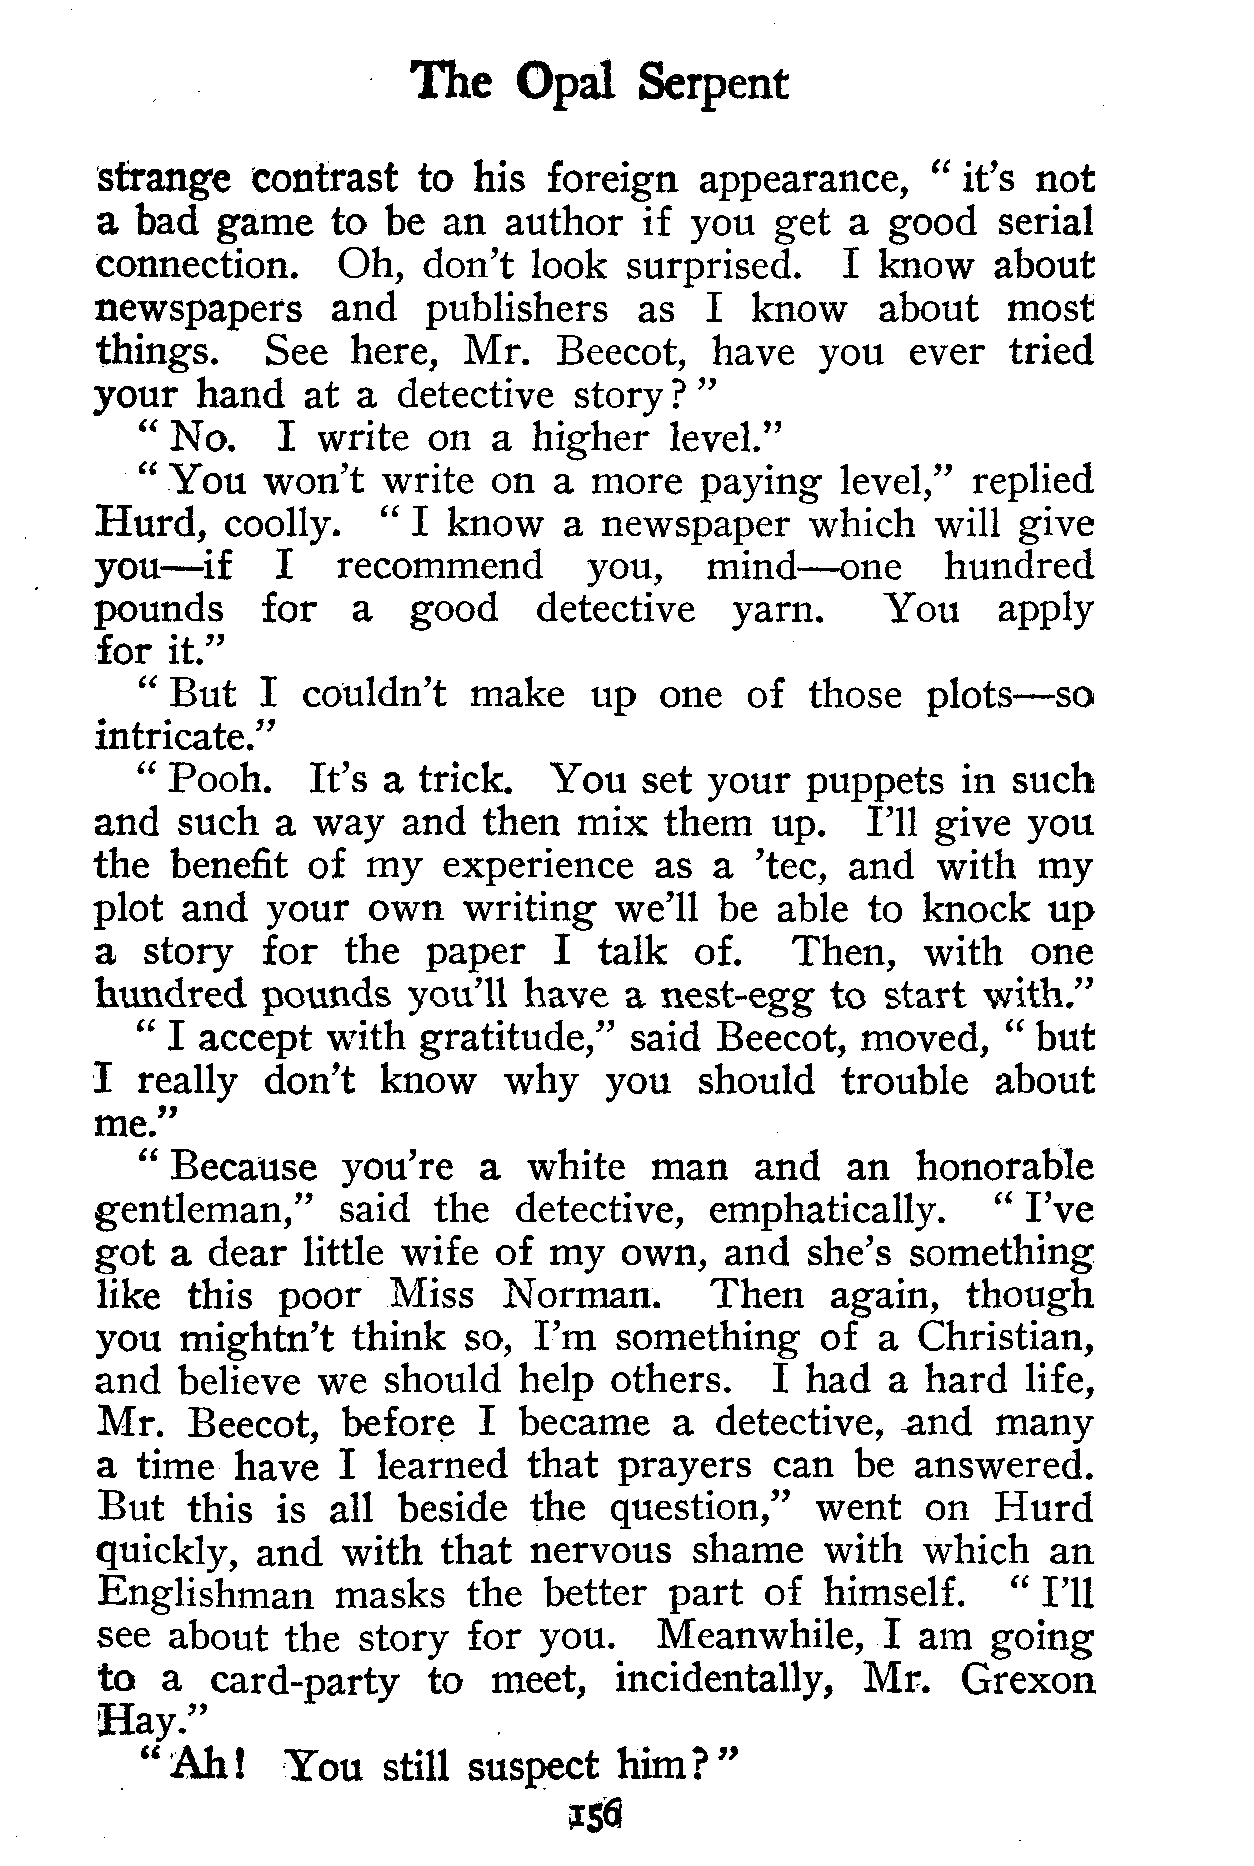 The Opal Serpent
strange contrast to his foreign appearance, “ it’s not
a bad game to be an author if you get a good serial
connection. Oh, don’t look surprised. I know about
newspapers and publishers as I know about most
things. See here, Mr. Beecot, have you ever tried
your hand at a detective story? ”
“ No. I write on a higher level.”
“ You won’t write on a more paying level,” replied
Hurd, coolly. “ I know a newspaper which will give
you—if I recommend you, mind—one hundred
pounds for a good detective yarn. You apply
for it.”
“ But I couldn’t make up one of those plots—so
intricate.”
“ Pooh. It’s a trick. You set your puppets in such
and such a way and then mix them up. I’ll give you
the benefit of my experience as a ’tec, and with my
plot and your own writing we’ll be able to knock up
a story for the paper I talk of. Then, with one
hundred pounds you’ll have a nest-egg to start with.”
“ I accept with gratitude,” said Beecot, moved, “ but
I really don’t know why you should trouble about
me.”
“ Because you’re a white man and an honorable
gentleman,” said the detective, emphatically. “ I’ve
got a dear little wife of my own, and she’s something
like this poor Miss Norman. Then again, though
you mightn’t think so, I’m something of a Christian,
and believe we should help others. I had a hard life,
Mr. Beecot, before I became a detective, and many
a time have I learned that prayers can be answered.
But this is all beside the question,” went on Hurd
quickly, and with that nervous shame with which an
Englishman masks the better part of himself. “ I’ll
see about the story for you. Meanwhile, I am going
to a card-party to meet, incidentally, Mr. Grexon
Hay.”
“ Ah! You still suspect him? ”
156